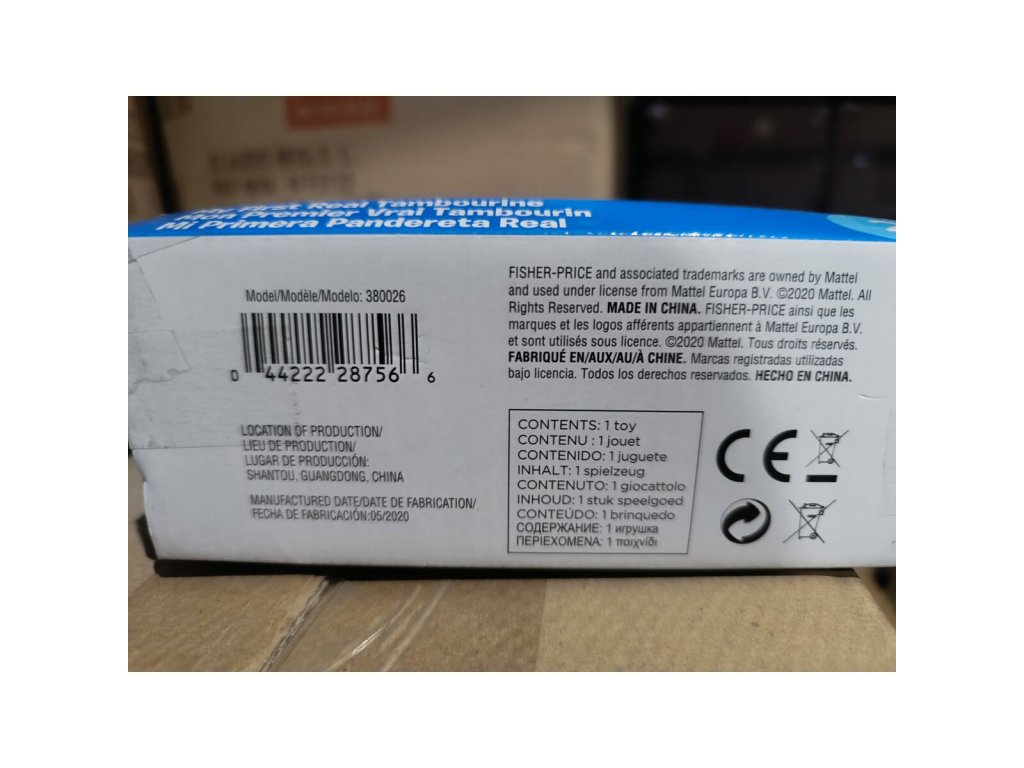 First Real Tambourine
Mon Premier Vrai Tambourin
Mi Primera Pandereta Real
Model/Modèle/Modelo: 380026
0 44222 28756 6
LOCATION OF PRODUCTION/
LIEU DE PRODUCTION/
LUGAR DE PRODUCCIÓN:
SHANTOU, GUANGDONG, CHINA
MANUFACTURED DATE/DATE DE FABRICATION/
FECHA DE FABRICACIÓN:05/2020
FISHER-PRICE and associated trademarks are owned by Mattel
and used under license from Mattel Europa B.V. ©2020 Mattel. All
Rights Reserved. MADE IN CHINA. FISHER-PRICE ainsi que les
marques et les logos afférents appartiennent à Mattel Europa B.V.
et sont utilisés sous licence. ©2020 Mattel. Tous droits réservés.
FABRIQUÉ EN/AUX/AU/À CHINE. Marcas registradas utilizadas
bajo licencia. Todos los derechos reservados. HECHO EN CHINA.
CONTENTS: 1 toy
CONTENU : 1 jouet
CONTENIDO: 1 juguete
INHALT: 1 spielzeug
CONTENUTO: 1 giocattolo
INHOUD: 1 stuk speelgoed
CONTEÚDO: 1 brinquedo
СОДЕРЖАНИЕ: 1 игрушка
ΠΕΡΙΕΧΟΜΕΝΑ: 1 παιχνίδι
CE